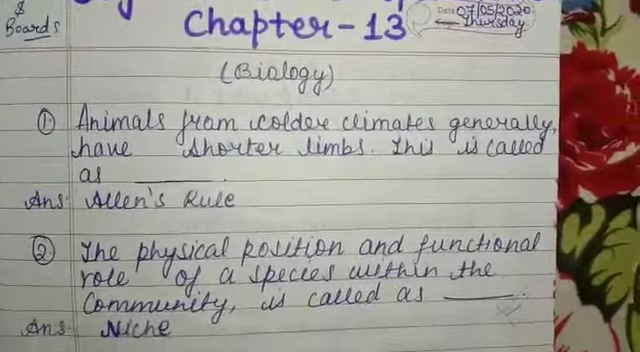 $
Boards
Chapter-13
Date 07/05/2020
Thursday
(Biology)
① Animals from colder climates generally,
have shorter limbs. This is called
as ______.
Ans: Allen's Rule
② The physical position and functional
role of a species within the
Community, is called as ______.
Ans: Niche